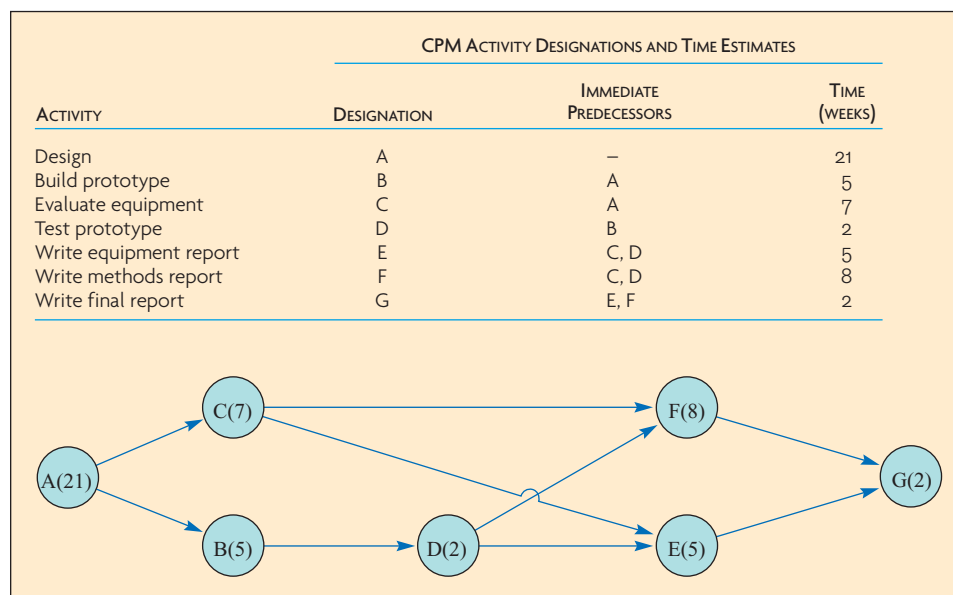 CPM ACTIVITY DESIGNATIONS AND TIME ESTIMATES
IMMEDIATE TIME
ACTIVITY DESIGNATION PREDECESSORS (WEEKS)
Design A – 21
Build prototype B A 5
Evaluate equipment C A 7
Test prototype D B 2
Write equipment report E C, D 5
Write methods report F C, D 8
Write final report G E, F 2
C(7) F(8)
A(21) G(2)
B(5) D(2) E(5)